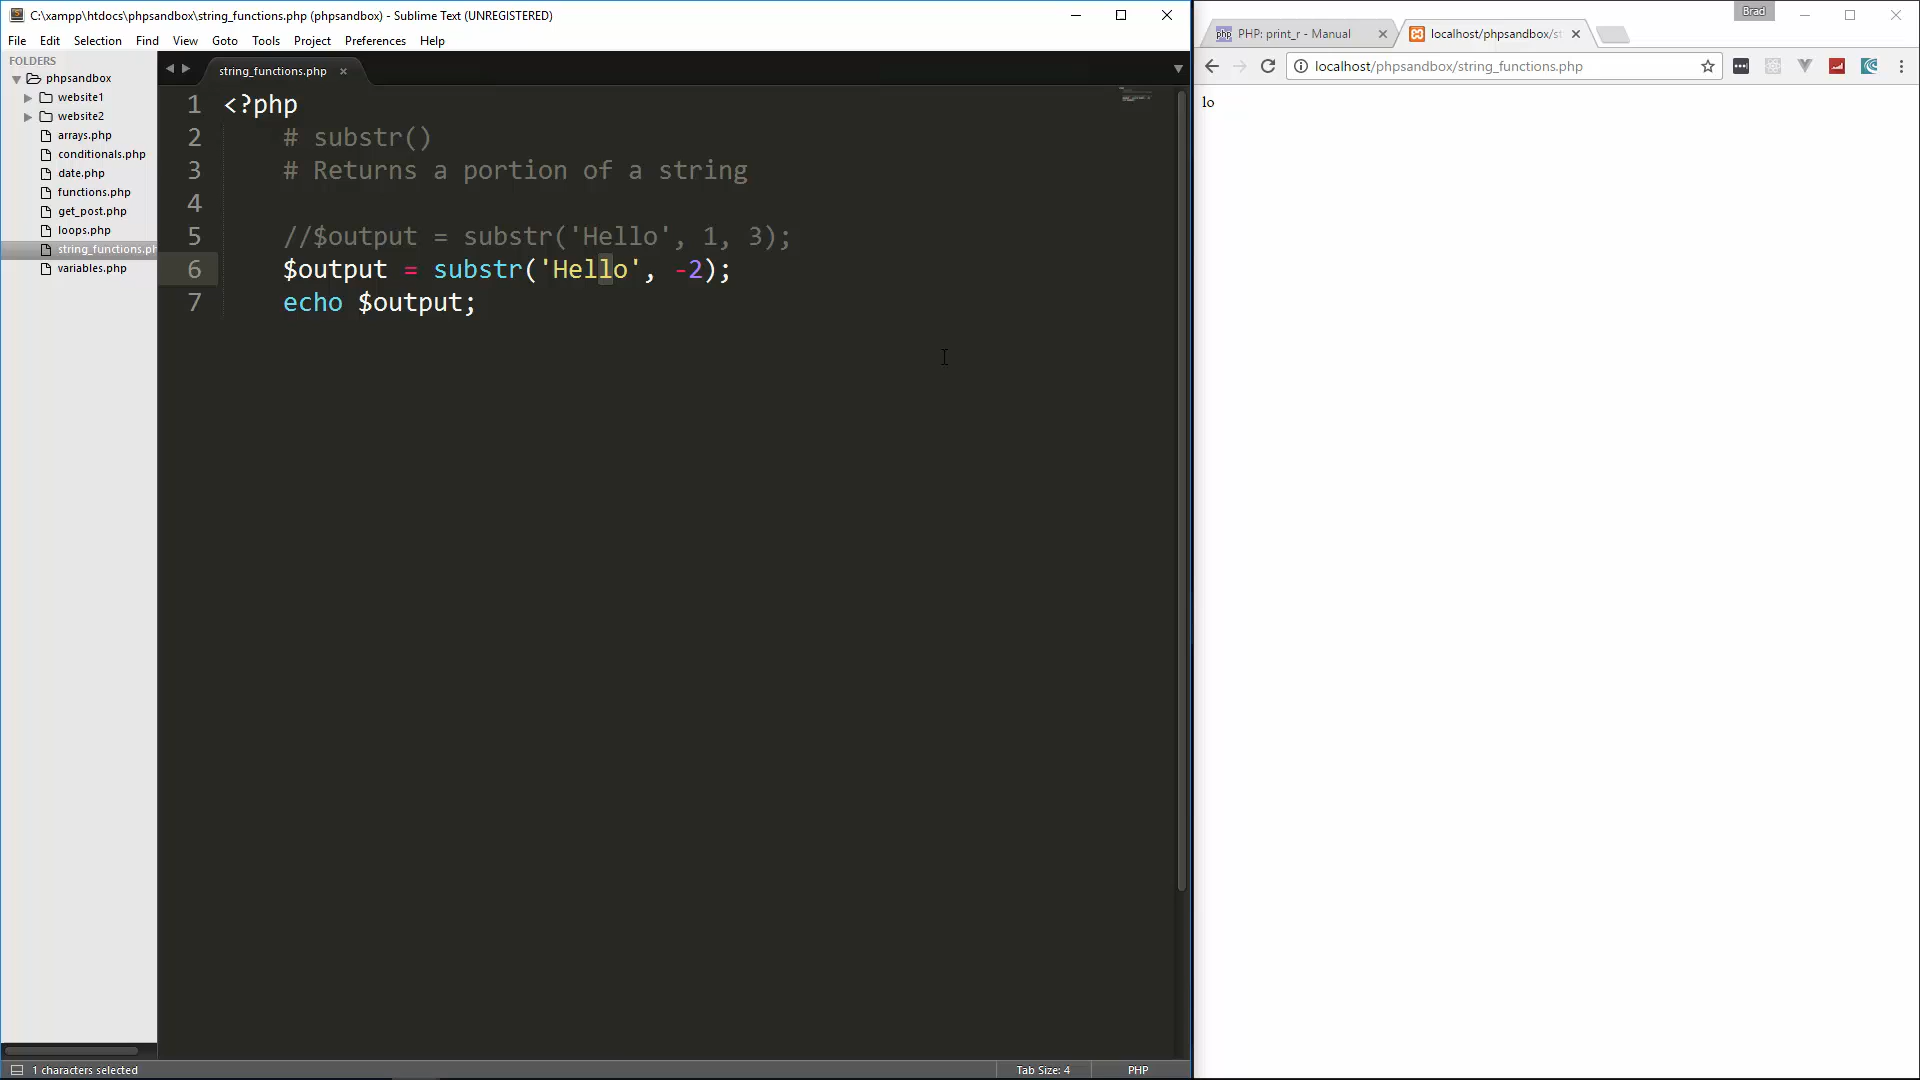 C:\xampp\htdocs\phpsandbox\string_functions.php (phpsandbox) - Sublime Text (UNREGISTERED)
File Edit Selection Find View Goto Tools Project Preferences Help
FOLDERS
phpsandbox
website1
website2
arrays.php
conditionals.php
date.php
functions.php
get_post.php
loops.php
string_functions.ph
variables.php
string_functions.php
1 <?php
2 # substr()
3 # Returns a portion of a string
4
5 //$output = substr('Hello', 1, 3);
6 $output = substr('Hello', -2);
7 echo $output;
1 characters selected
Tab Size: 4
PHP
Brad
php PHP: print_r - Manual
localhost/phpsandbox/st
localhost/phpsandbox/string_functions.php
lo